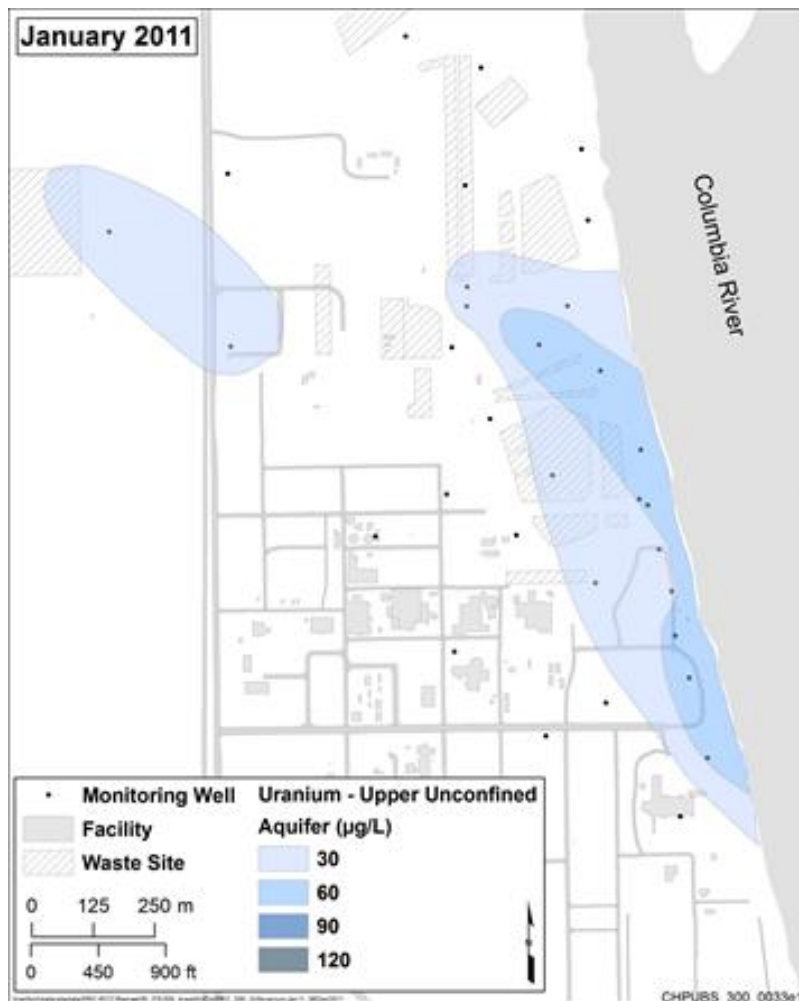 January 2011
Columbia River
Monitoring Well
Facility
Waste Site
0 125 250 m
0 450 900 ft
Uranium - Upper Unconfined
Aquifer (µg/L)
30
60
90
120
N